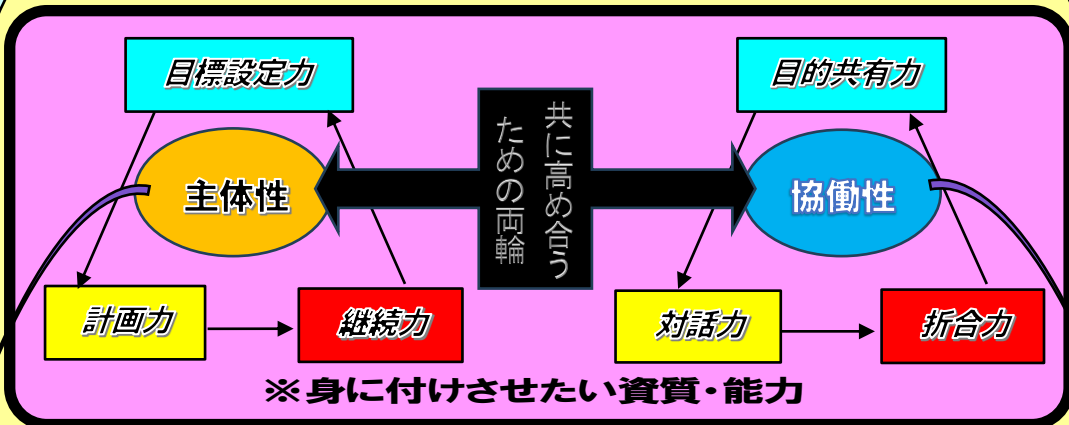 目標設定力
目的共有力
主体性
共に高め合う
ための両輪
協働性
計画力
継続力
対話力
折合力
※身に付けさせたい資質・能力